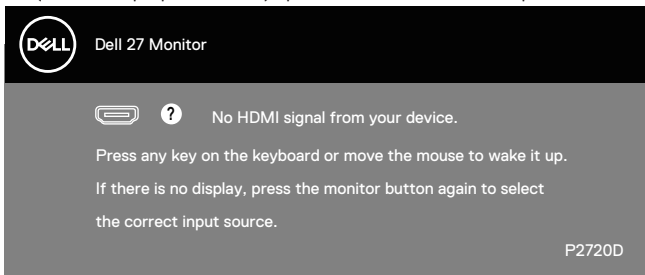 DELL
Dell 27 Monitor
? No HDMI signal from your device.
Press any key on the keyboard or move the mouse to wake it up.
If there is no display, press the monitor button again to select
the correct input source.
P2720D